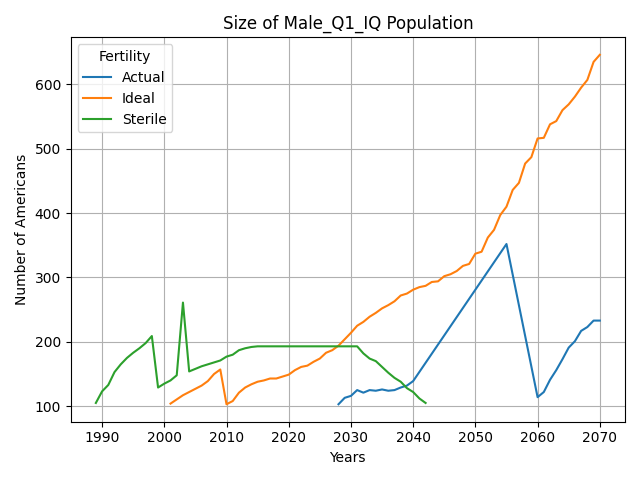 Size of Male_Q1_IQ Population
Fertility
Actual
Ideal
Sterile
Number of Americans
600
500
400
300
200
100
1990 2000 2010 2020 2030 2040 2050 2060 2070
Years